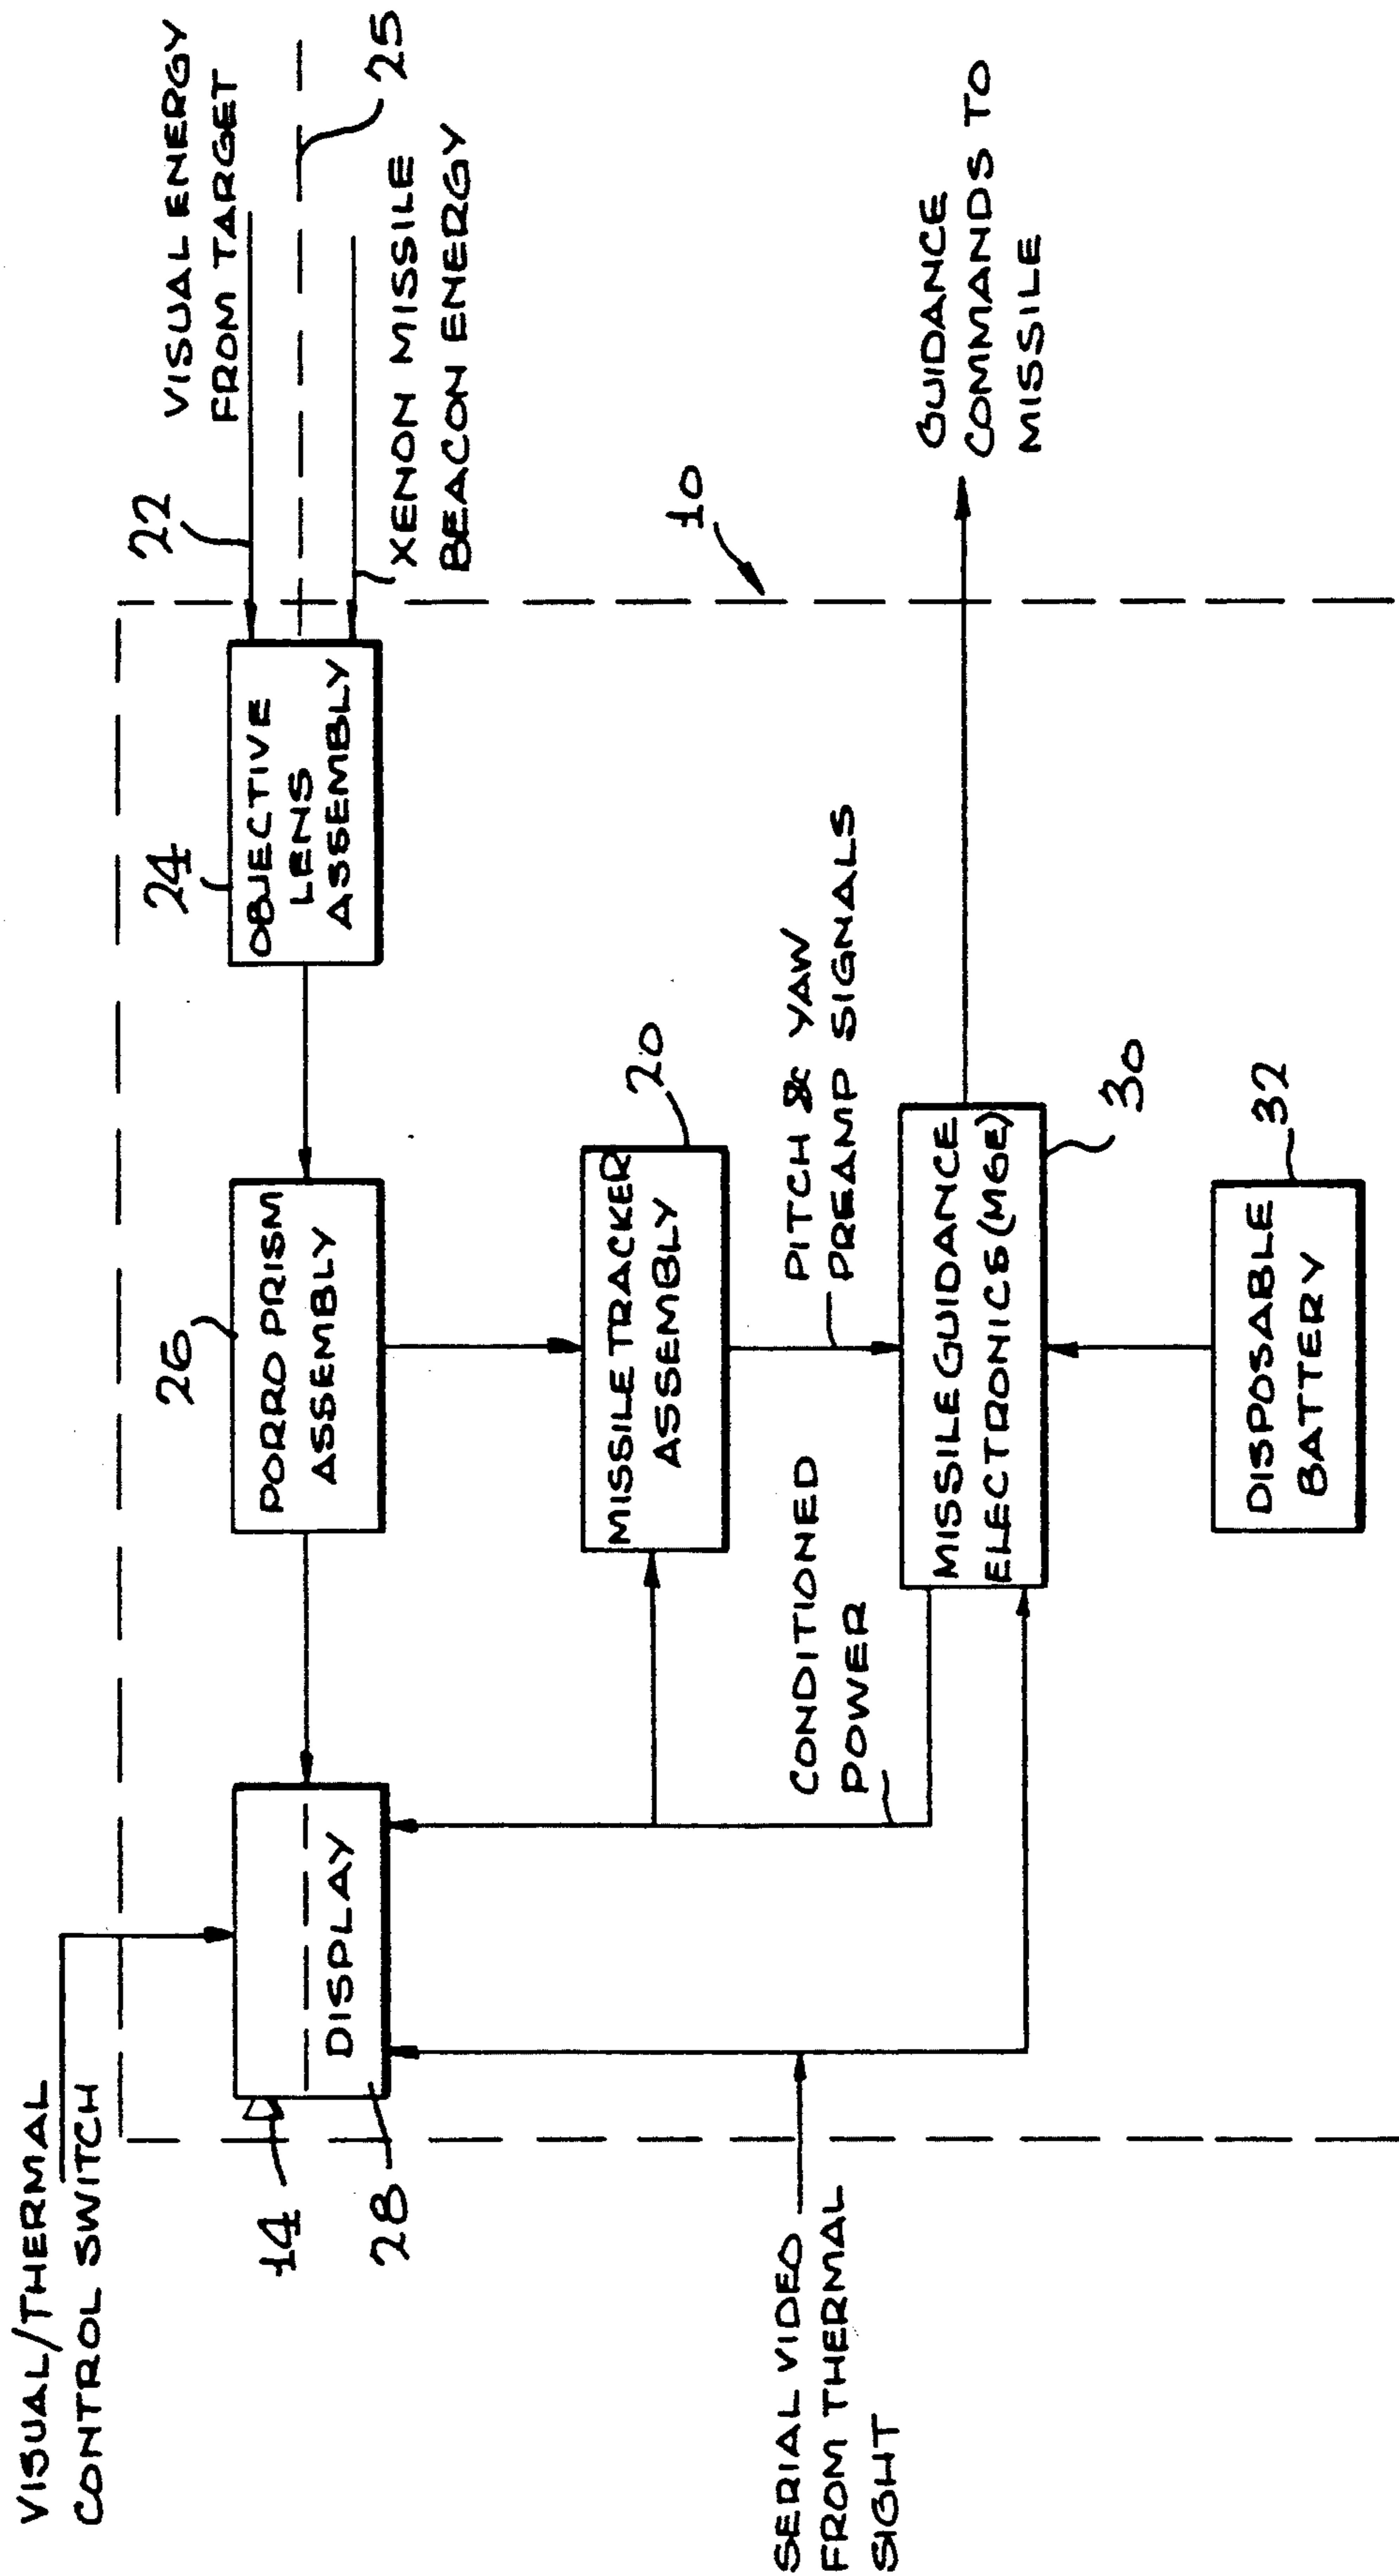 VISUAL/THERMAL
CONTROL SWITCH
14
28
DISPLAY
26
PORRO PRISM
ASSEMBLY
24
OBJECTIVE
LENS
ASSEMBLY
22
VISUAL ENERGY
FROM TARGET
25
XENON MISSILE
BEACON ENERGY
10
20
MISSILE TRACKER
ASSEMBLY
PITCH & YAW
PREAMP SIGNALS
CONDITIONED
POWER
SERIAL VIDEO
FROM THERMAL
SIGHT
MISSILE GUIDANCE
ELECTRONICS (MGE)
30
GUIDANCE
COMMANDS TO
MISSILE
DISPOSABLE
BATTERY
32